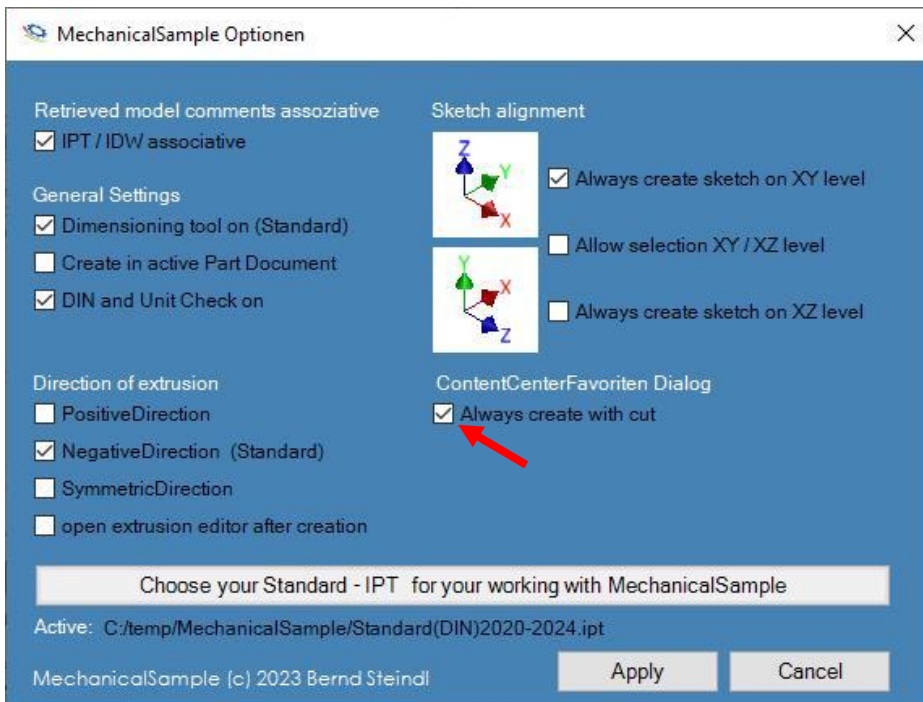 MechanicalSample Optionen
Retrieved model comments assoziative
IPT / IDW associative
General Settings
Dimensioning tool on (Standard)
Create in active Part Document
DIN and Unit Check on
Sketch alignment
Z
Y
X
Always create sketch on XY level
Allow selection XY / XZ level
Y
X
Z
Always create sketch on XZ level
Direction of extrusion
PositiveDirection
NegativeDirection (Standard)
SymmetricDirection
open extrusion editor after creation
ContentCenterFavoriten Dialog
Always create with cut
Choose your Standard - IPT for your working with MechanicalSample
Active: C:/temp/MechanicalSample/Standard(DIN)2020-2024.ipt
MechanicalSample (c) 2023 Bernd Steindl
Apply
Cancel